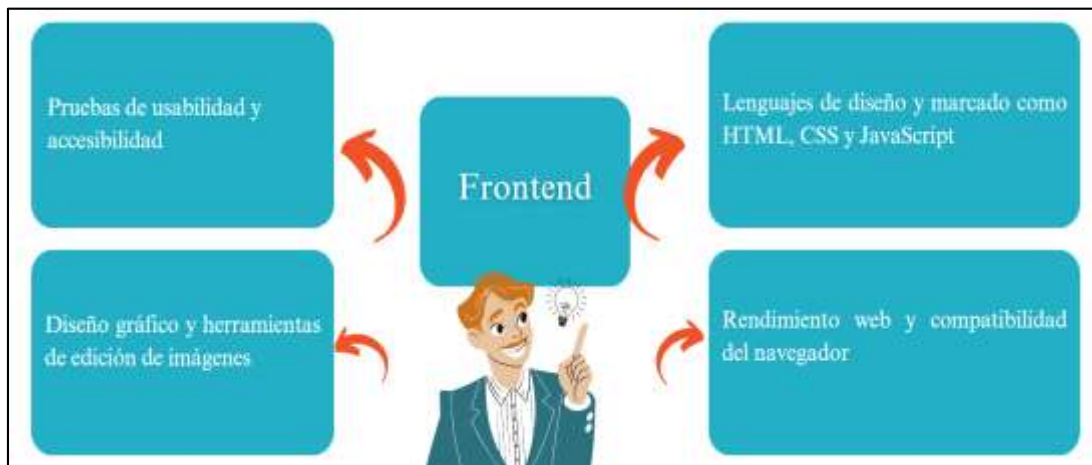 Pruebas de usabilidad y
accesibilidad
Frontend
Lenguajes de diseño y marcado como
HTML, CSS y JavaScript
Diseño gráfico y herramientas
de edición de imágenes
Rendimiento web y compatibilidad
del navegador